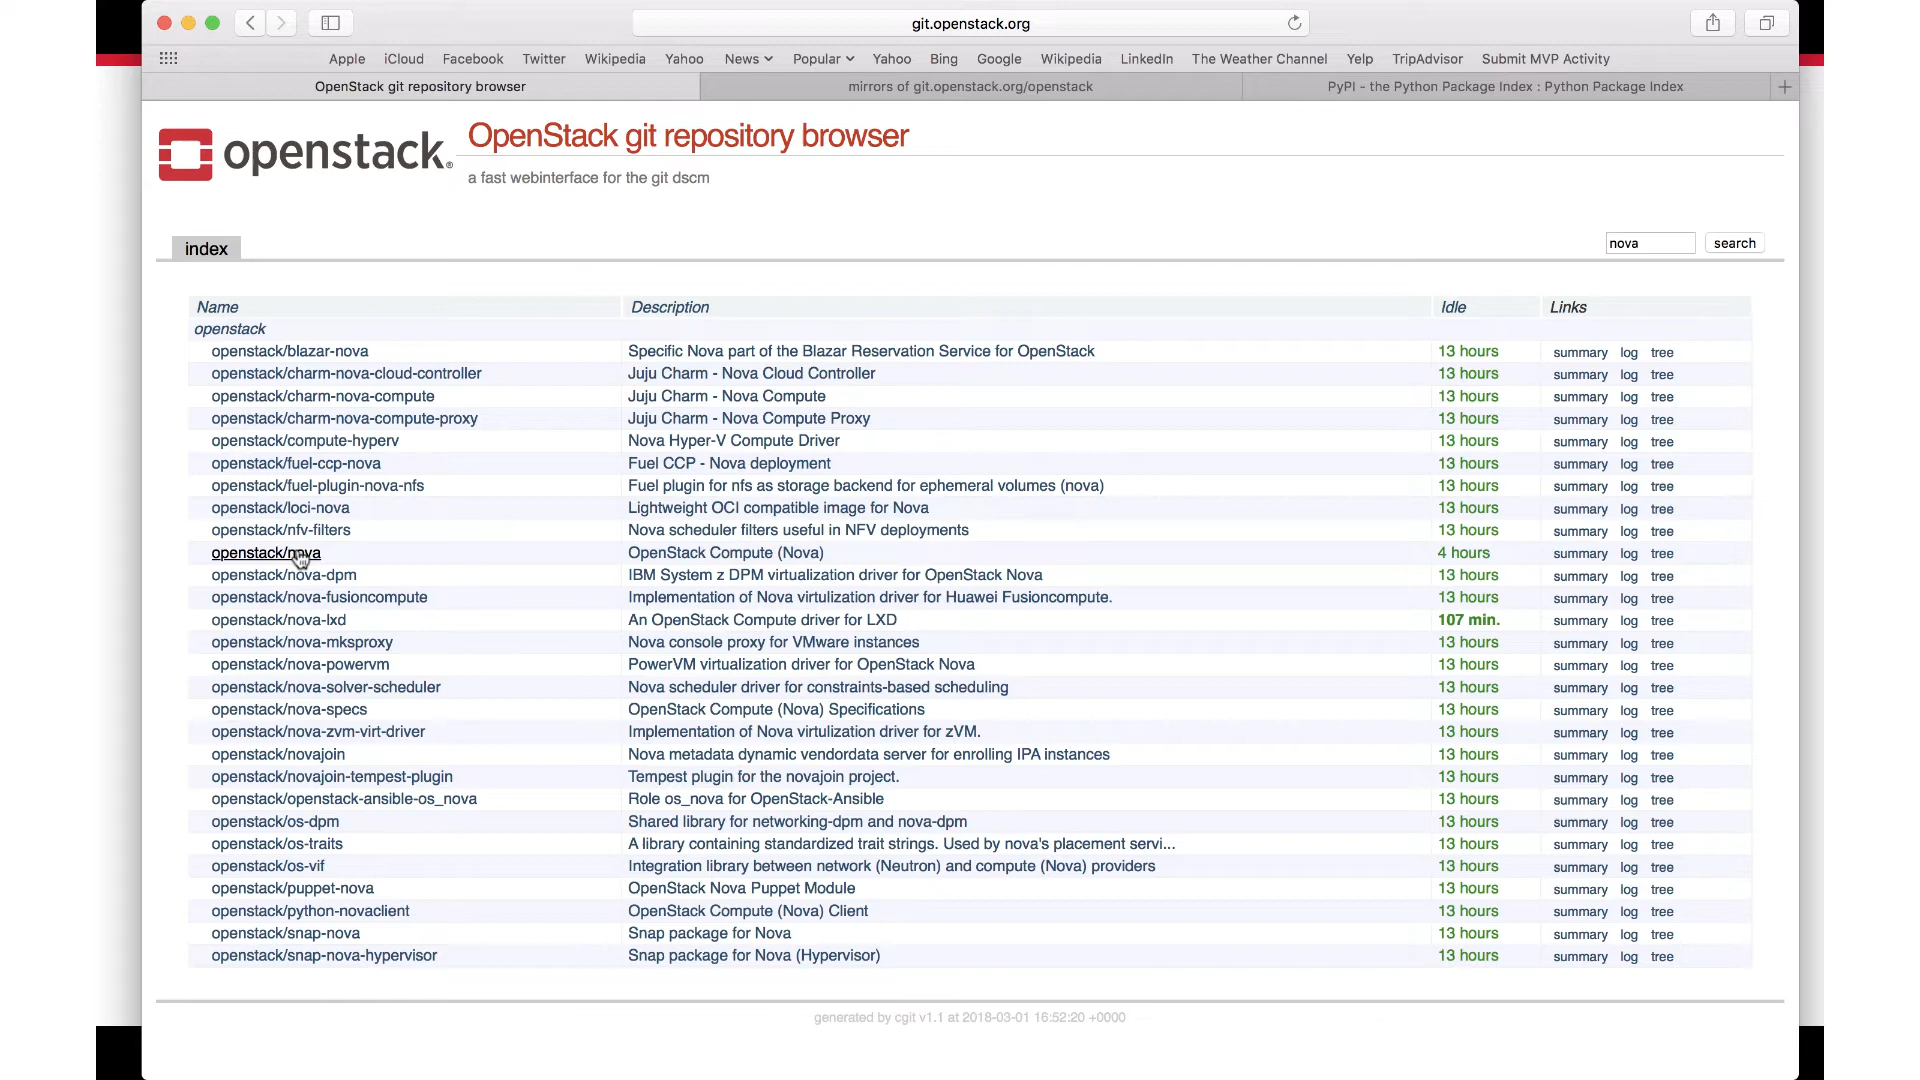 git.openstack.org
Apple iCloud Facebook Twitter Wikipedia Yahoo News Popular Yahoo Bing Google Wikipedia LinkedIn The Weather Channel Yelp TripAdvisor Submit MVP Activity
OpenStack git repository browser mirrors of git.openstack.org/openstack PyPI - the Python Package Index : Python Package Index
openstack. OpenStack git repository browser
a fast webinterface for the git dscm
index nova search
Name Description Idle Links
openstack
openstack/blazar-nova Specific Nova part of the Blazar Reservation Service for OpenStack 13 hours summary log tree
openstack/charm-nova-cloud-controller Juju Charm - Nova Cloud Controller 13 hours summary log tree
openstack/charm-nova-compute Juju Charm - Nova Compute 13 hours summary log tree
openstack/charm-nova-compute-proxy Juju Charm - Nova Compute Proxy 13 hours summary log tree
openstack/compute-hyperv Nova Hyper-V Compute Driver 13 hours summary log tree
openstack/fuel-ccp-nova Fuel CCP - Nova deployment 13 hours summary log tree
openstack/fuel-plugin-nova-nfs Fuel plugin for nfs as storage backend for ephemeral volumes (nova) 13 hours summary log tree
openstack/loci-nova Lightweight OCI compatible image for Nova 13 hours summary log tree
openstack/nfv-filters Nova scheduler filters useful in NFV deployments 13 hours summary log tree
openstack/nova OpenStack Compute (Nova) 4 hours summary log tree
openstack/nova-dpm IBM System z DPM virtualization driver for OpenStack Nova 13 hours summary log tree
openstack/nova-fusioncompute Implementation of Nova virtulization driver for Huawei Fusioncompute. 13 hours summary log tree
openstack/nova-lxd An OpenStack Compute driver for LXD 107 min. summary log tree
openstack/nova-mksproxy Nova console proxy for VMware instances 13 hours summary log tree
openstack/nova-powervm PowerVM virtualization driver for OpenStack Nova 13 hours summary log tree
openstack/nova-solver-scheduler Nova scheduler driver for constraints-based scheduling 13 hours summary log tree
openstack/nova-specs OpenStack Compute (Nova) Specifications 13 hours summary log tree
openstack/nova-zvm-virt-driver Implementation of Nova virtulization driver for zVM. 13 hours summary log tree
openstack/novajoin Nova metadata dynamic vendordata server for enrolling IPA instances 13 hours summary log tree
openstack/novajoin-tempest-plugin Tempest plugin for the novajoin project. 13 hours summary log tree
openstack/openstack-ansible-os_nova Role os_nova for OpenStack-Ansible 13 hours summary log tree
openstack/os-dpm Shared library for networking-dpm and nova-dpm 13 hours summary log tree
openstack/os-traits A library containing standardized trait strings. Used by nova's placement servi... 13 hours summary log tree
openstack/os-vif Integration library between network (Neutron) and compute (Nova) providers 13 hours summary log tree
openstack/puppet-nova OpenStack Nova Puppet Module 13 hours summary log tree
openstack/python-novaclient OpenStack Compute (Nova) Client 13 hours summary log tree
openstack/snap-nova Snap package for Nova 13 hours summary log tree
openstack/snap-nova-hypervisor Snap package for Nova (Hypervisor) 13 hours summary log tree
generated by cgit v1.1 at 2018-03-01 16:52:20 +0000